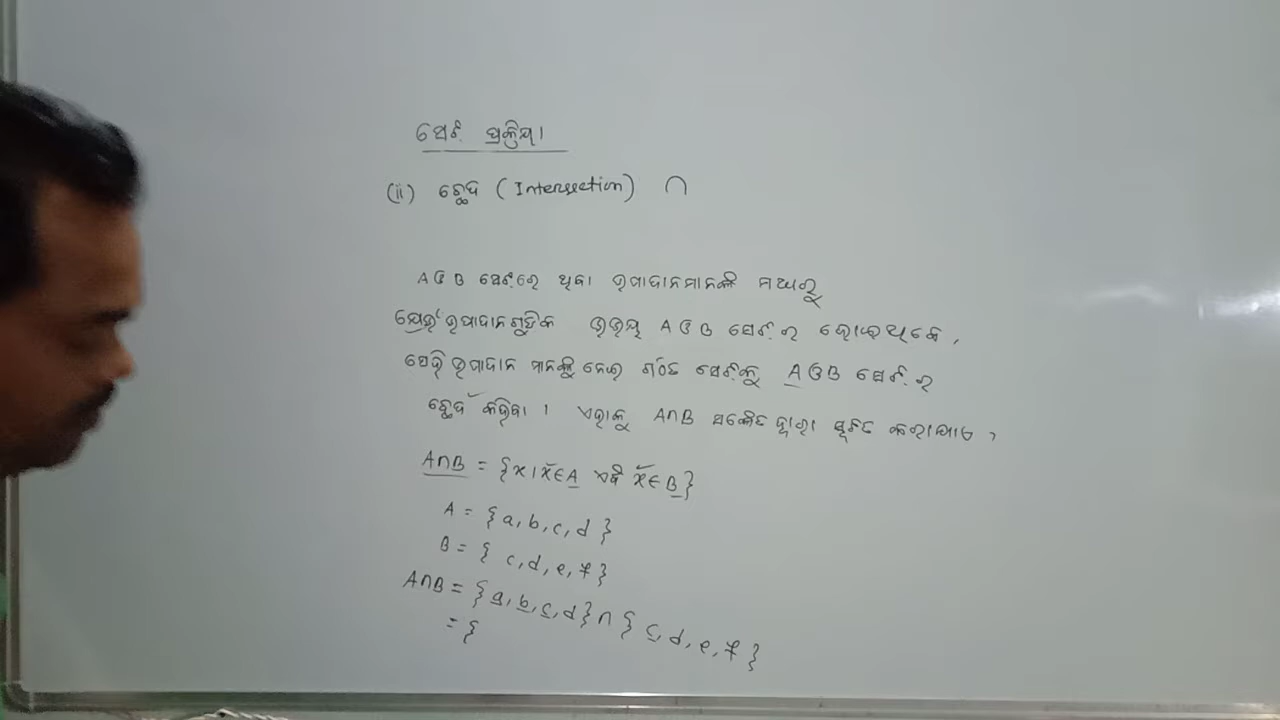 ସେଟ୍ ପ୍ରକ୍ରିୟା
(ii) ଛେଦ (Intersection) ∩
A ଓ B ସେଟ୍‌ରେ ଥିବା ଉପାଦାନମାନଙ୍କ ମଧ୍ୟରୁ
ଯେଉଁ ଉପାଦାନଗୁଡ଼ିକ ଉଭୟ A ଓ B ସେଟ୍‌ର ହୋଇଥିବେ,
ସେହି ଉପାଦାନ ମାନଙ୍କୁ ନେଇ ଗଠିତ ସେଟ୍‌କୁ A ଓ B ସେଟ୍‌ର
ଛେଦ କହିବା । ଏହାକୁ A∩B ସଙ୍କେତ ଦ୍ୱାରା ସୂଚିତ କରାଯାଏ ,
A∩B = {x | x∈A ଏବଂ x∈B}
A = {a, b, c, d}
B = { c, d, e, f}
A∩B = {a, b, c, d} ∩ { c, d, e, f}
= {